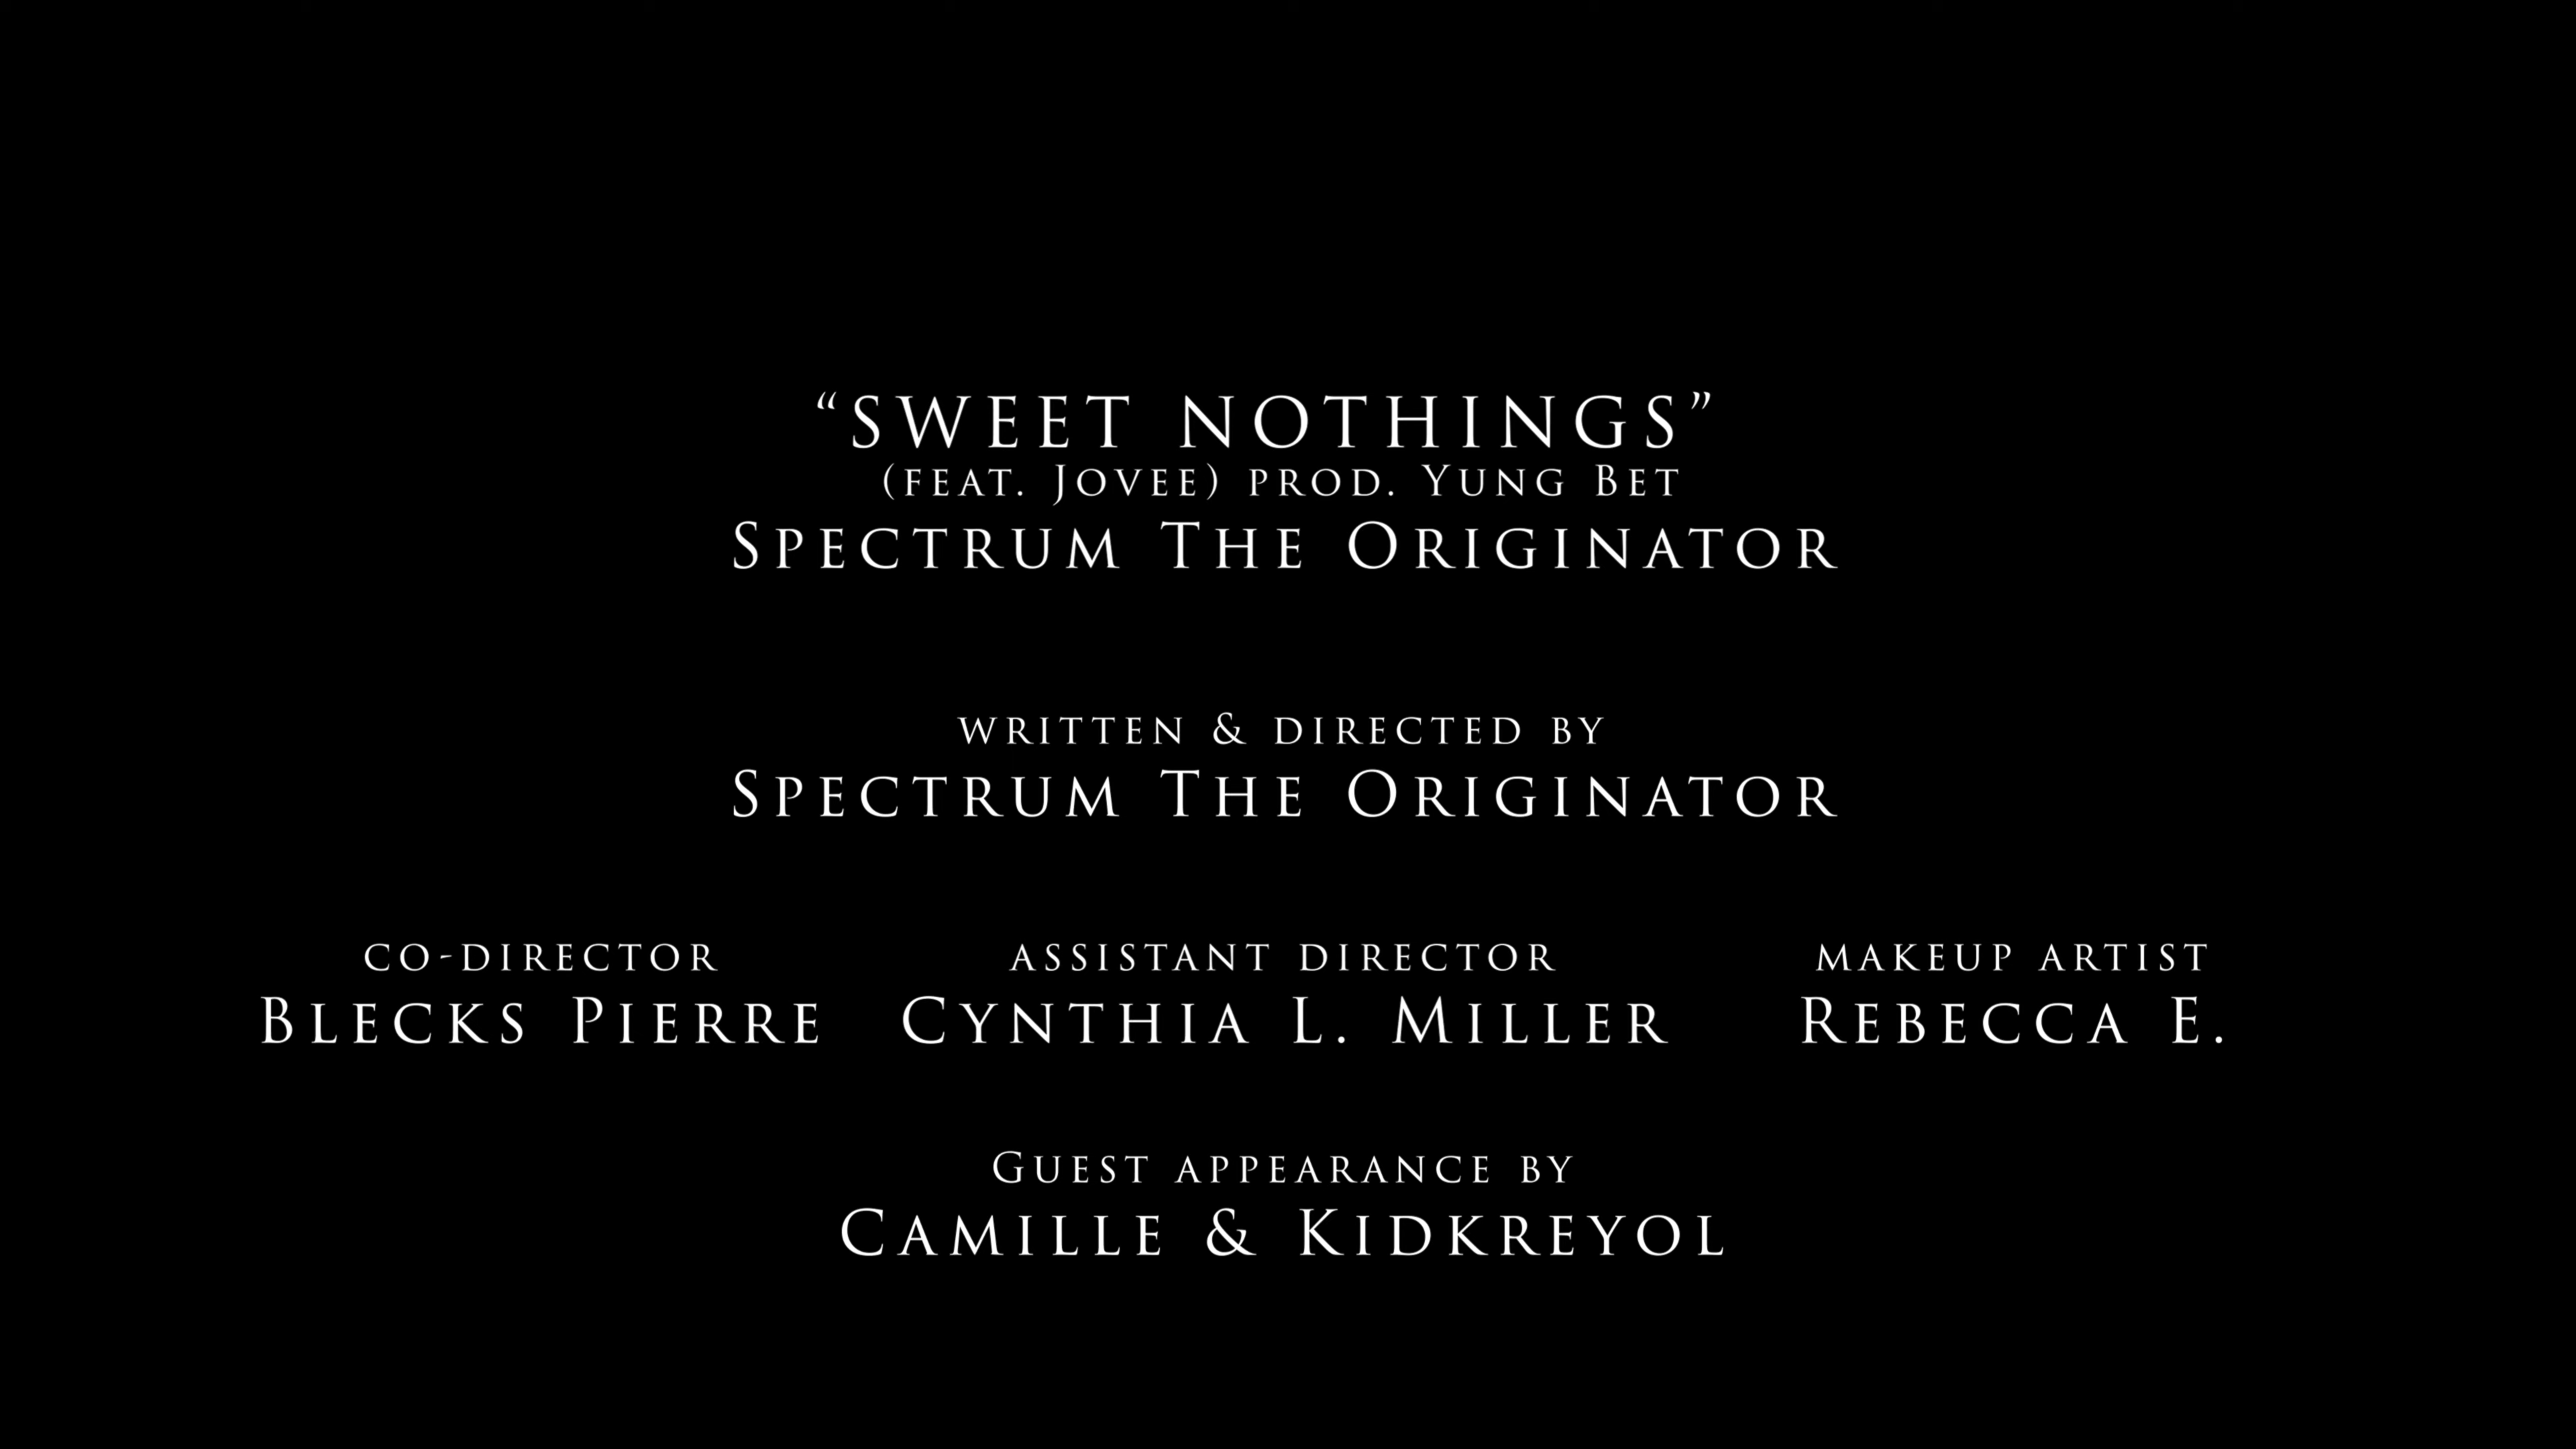 “SWEET NOTHINGS”
(FEAT. JOVEE) PROD. YUNG BET
SPECTRUM THE ORIGINATOR
WRITTEN & DIRECTED BY
SPECTRUM THE ORIGINATOR
CO-DIRECTOR ASSISTANT DIRECTOR MAKEUP ARTIST
BLECKS PIERRE CYNTHIA L. MILLER REBECCA E.
GUEST APPEARANCE BY
CAMILLE & KIDKREYOL